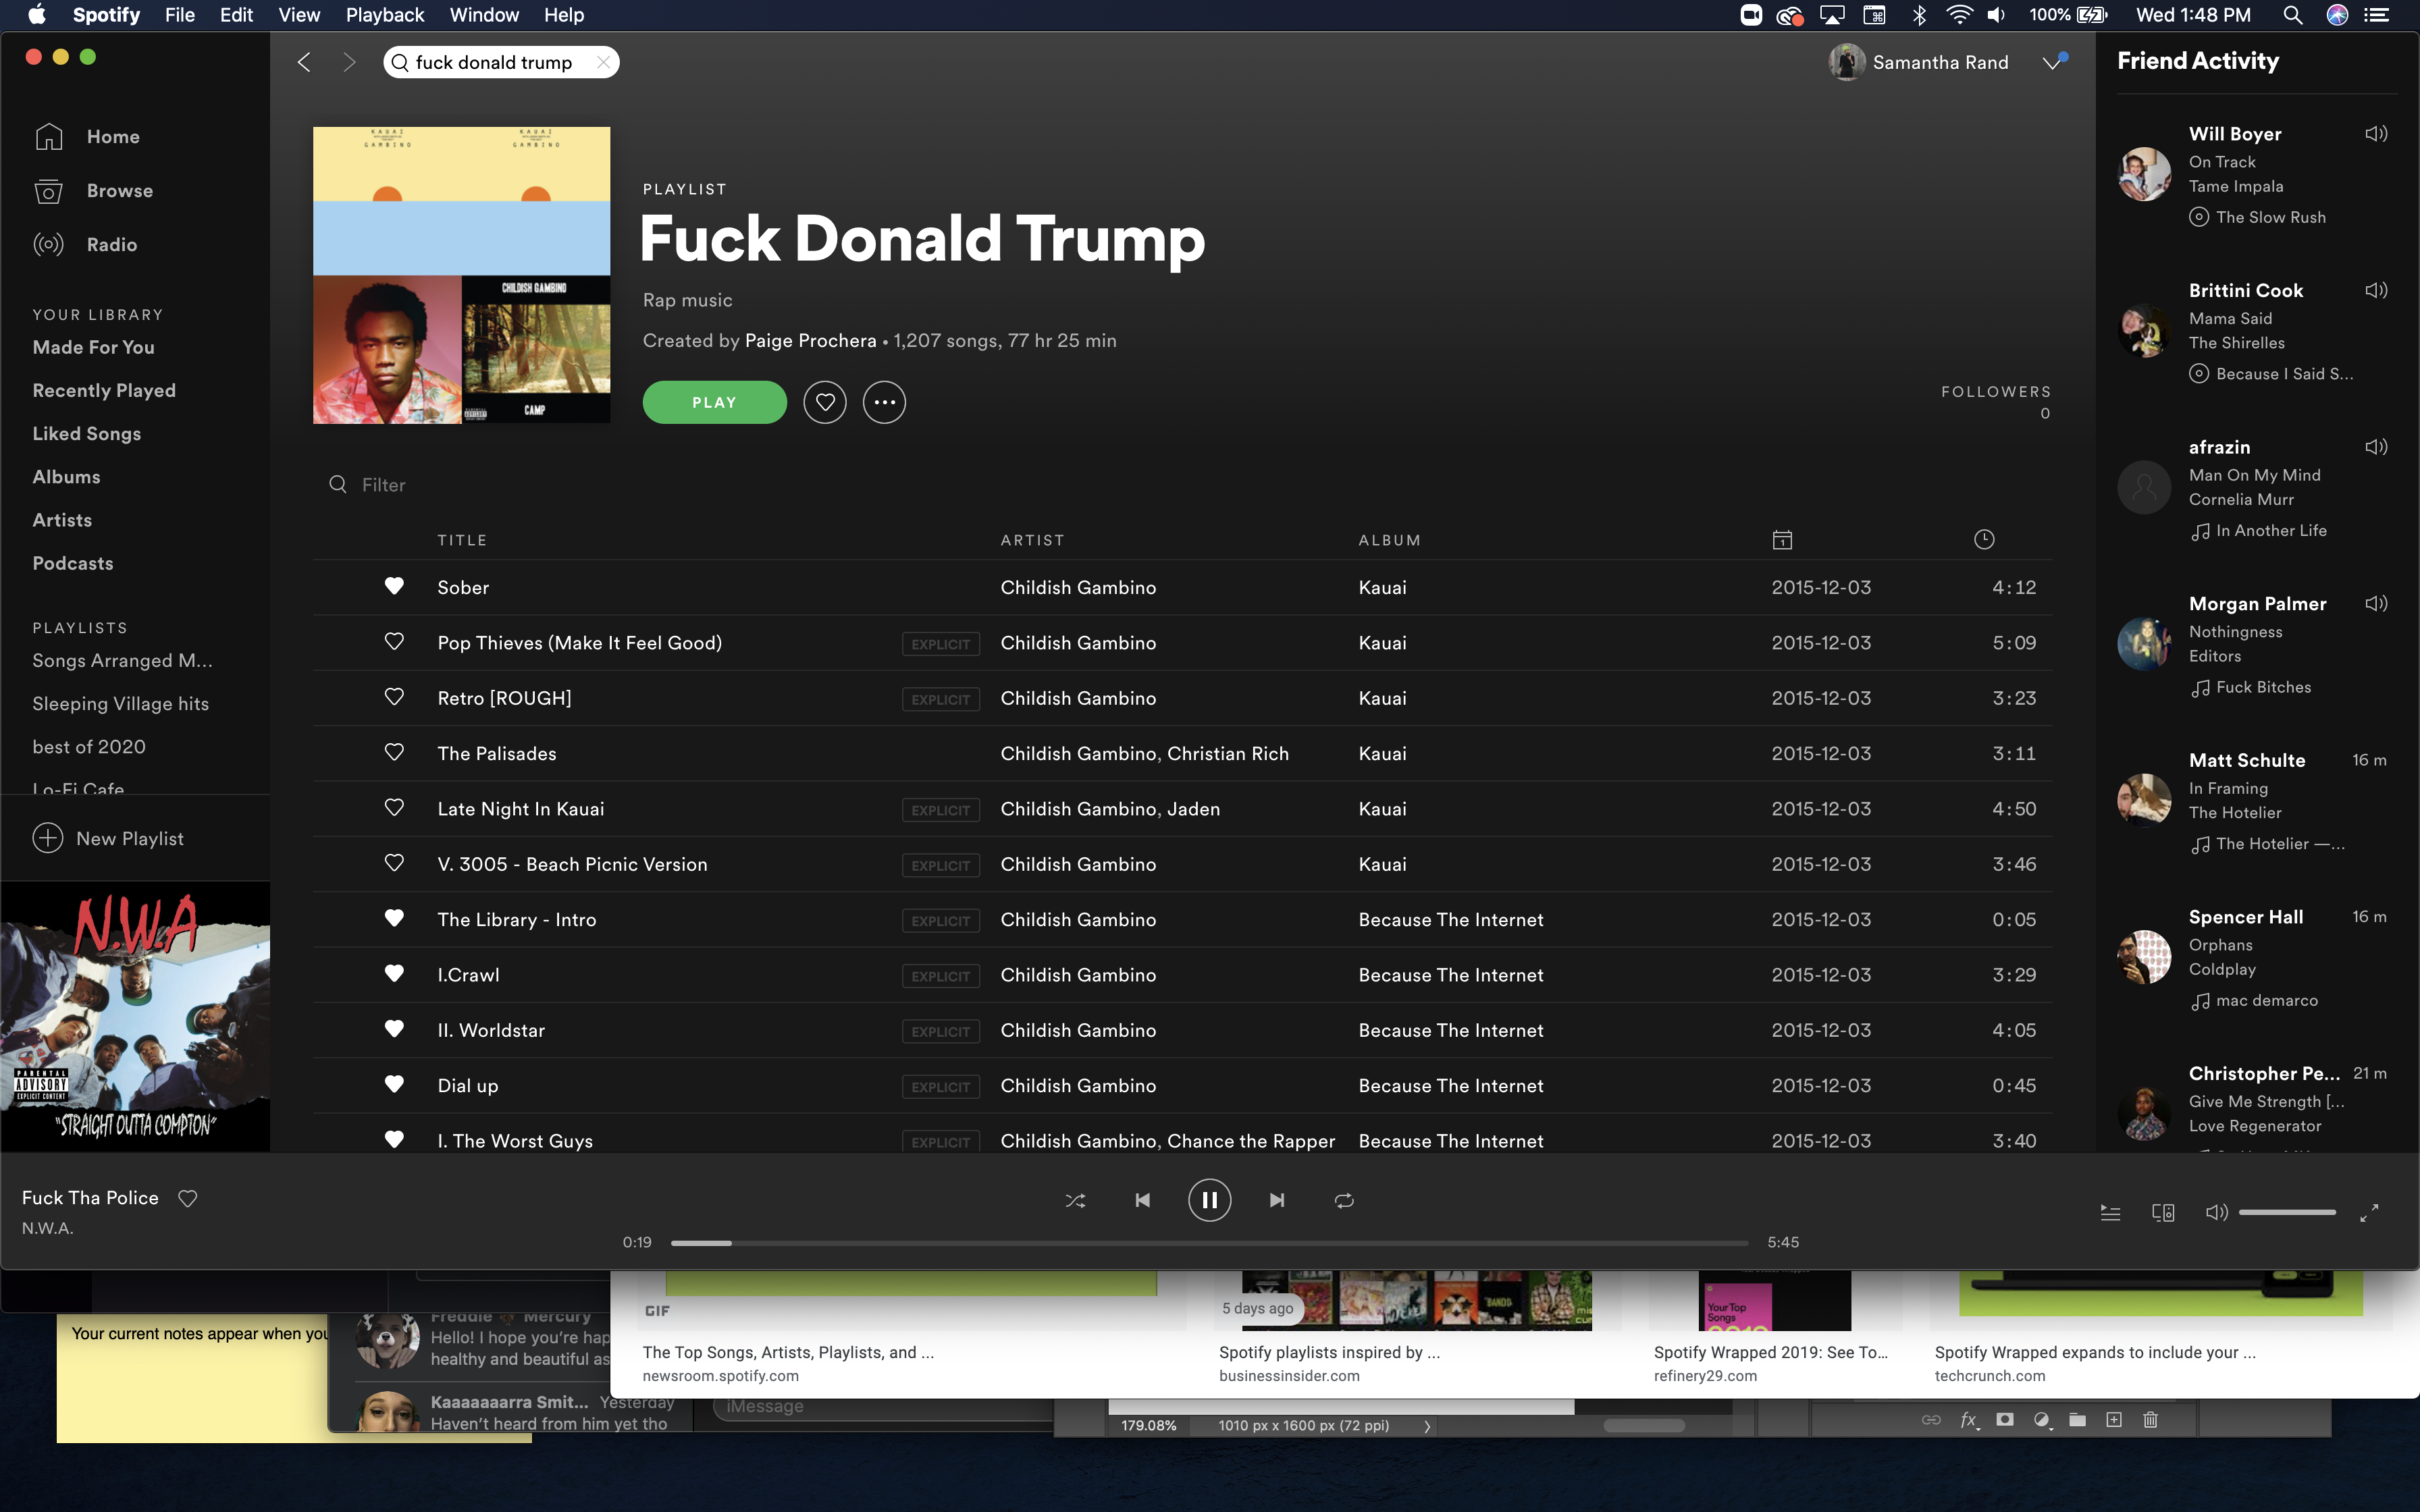 Spotify File Edit View Playback Window Help
100% Wed 1:48 PM
fuck donald trump
Samantha Rand
Home
Browse
Radio
YOUR LIBRARY
Made For You
Recently Played
Liked Songs
Albums
Artists
Podcasts
PLAYLISTS
Songs Arranged M...
Sleeping Village hits
best of 2020
Lo-Fi Cafe
New Playlist
N.W.A
PARENTAL
ADVISORY
EXPLICIT CONTENT
"STRAIGHT OUTTA COMPTON"
KAUAI
GAMBINO
KAUAI
GAMBINO
CHILDISH GAMBINO
CAMP
PLAYLIST
Fuck Donald Trump
Rap music
Created by Paige Prochera • 1,207 songs, 77 hr 25 min
PLAY
FOLLOWERS
0
Filter
TITLE ARTIST ALBUM
Sober Childish Gambino Kauai 2015-12-03 4:12
Pop Thieves (Make It Feel Good) EXPLICIT Childish Gambino Kauai 2015-12-03 5:09
Retro [ROUGH] EXPLICIT Childish Gambino Kauai 2015-12-03 3:23
The Palisades Childish Gambino, Christian Rich Kauai 2015-12-03 3:11
Late Night In Kauai EXPLICIT Childish Gambino, Jaden Kauai 2015-12-03 4:50
V. 3005 - Beach Picnic Version EXPLICIT Childish Gambino Kauai 2015-12-03 3:46
The Library - Intro EXPLICIT Childish Gambino Because The Internet 2015-12-03 0:05
I.Crawl EXPLICIT Childish Gambino Because The Internet 2015-12-03 3:29
II. Worldstar EXPLICIT Childish Gambino Because The Internet 2015-12-03 4:05
Dial up EXPLICIT Childish Gambino Because The Internet 2015-12-03 0:45
I. The Worst Guys EXPLICIT Childish Gambino, Chance the Rapper Because The Internet 2015-12-03 3:40
Friend Activity
Will Boyer
On Track
Tame Impala
The Slow Rush
Brittini Cook
Mama Said
The Shirelles
Because I Said S...
afrazin
Man On My Mind
Cornelia Murr
In Another Life
Morgan Palmer
Nothingness
Editors
Fuck Bitches
Matt Schulte 16 m
In Framing
The Hotelier
The Hotelier —...
Spencer Hall 16 m
Orphans
Coldplay
mac demarco
Christopher Pe... 21 m
Give Me Strength [...
Love Regenerator
Fuck Tha Police
N.W.A.
0:19 5:45
Your current notes appear when you
Freddie Mercury
Hello! I hope you're hap
healthy and beautiful as
Kaaaaaaarra Smit... Yesterday
Haven't heard from him yet tho
iMessage
GIF
The Top Songs, Artists, Playlists, and ...
newsroom.spotify.com
5 days ago
BANDO
Spotify playlists inspired by ...
businessinsider.com
Your Top
Songs
2019
Spotify Wrapped 2019: See To...
refinery29.com
Spotify Wrapped expands to include your ...
techcrunch.com
179.08% 1010 px x 1600 px (72 ppi)
fx